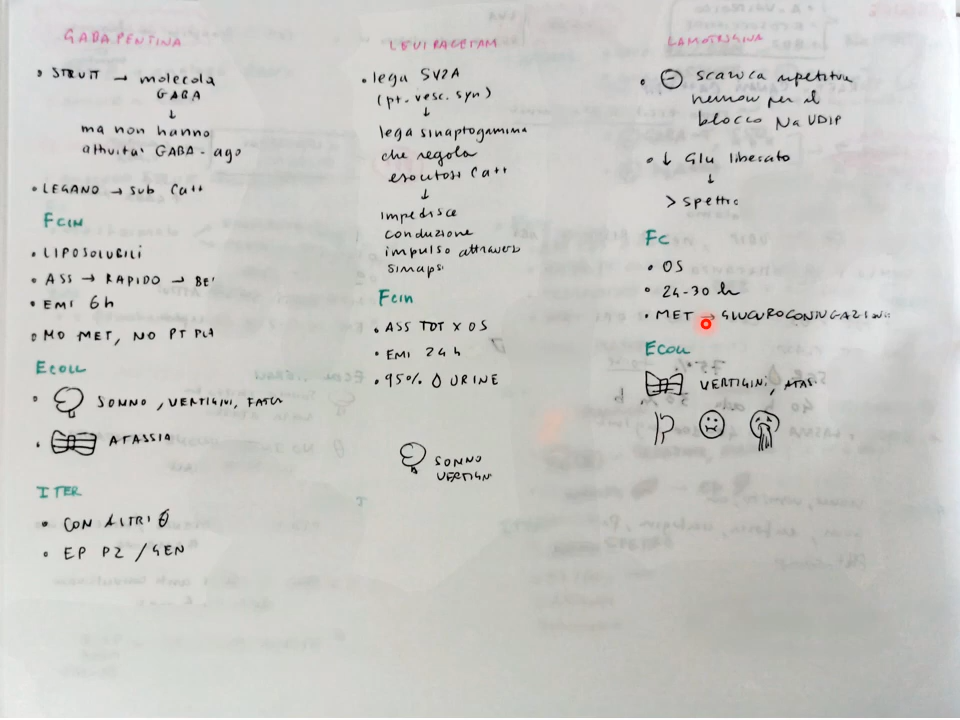 GABAPENTINA
• STRUTT → molecola
GABA
↓
ma non hanno
attività GABA-ago
• LEGANO → sub Ca++
Fcin
• LIPOSOLUBILI
• ASS → RAPIDO → BE'
• EMI 6h
• NO MET, NO PT PLA
Ecoll
• SONNO, VERTIGINI, FATIC
• ATASSIA
ITER
• CON ALTRI
• EP PZ / GEN
LEVIRACETAM
• lega SV2A
(pt. vesc. syn)
↓
lega sinaptogamina
che regola
esocitosi Ca++
↓
impedisce
conduzione
impulso attravers
sinapsi
Fcin
• ASS TOT X OS
• EMI 24h
• 95% URINE
SONNO
VERTIGINI
LAMOTRIGINA
• ⊖ scarica ripetitiva
neuroni per il
blocco Na VDIP
• ↓ Glu liberato
↓
> spettro
Fc
• OS
• 24-30 h
• MET → GLUCUROCONIUGAZIONE
Ecoll
VERTIGINI, ATAS